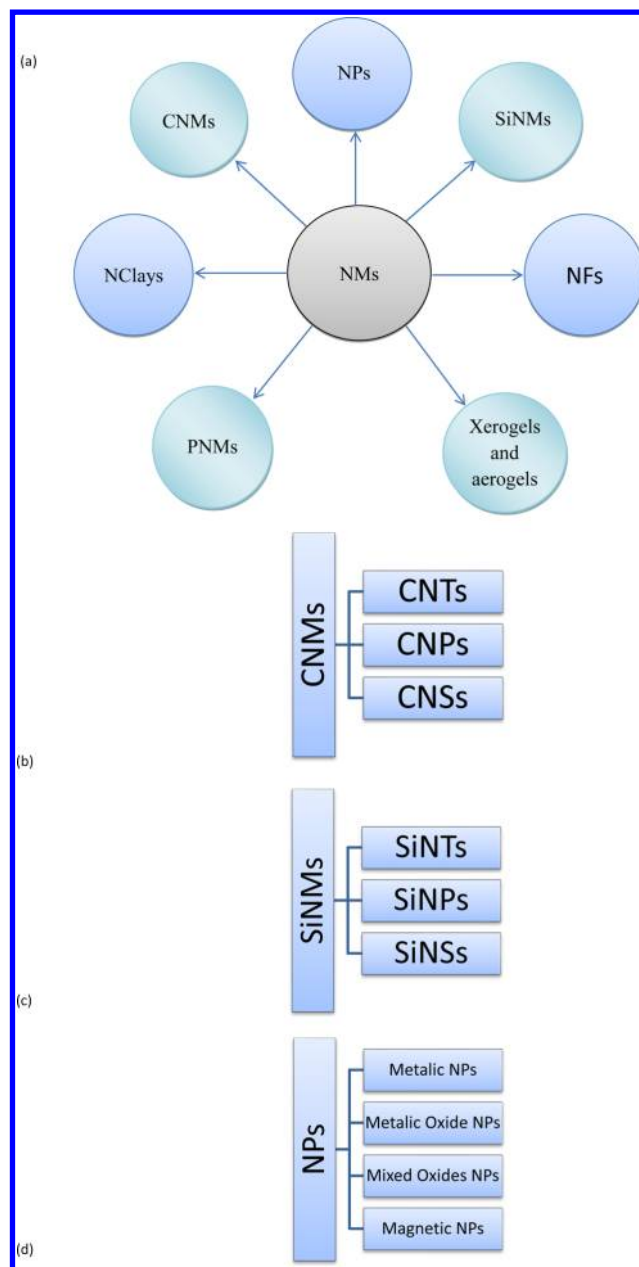 (a)
NPs
CNMs
SiNMs
NClays
NMs
NFs
PNMs
Xerogels
and
aerogels
CNMs
CNTs
CNPs
CNSs
(b)
SiNMs
SiNTs
SiNPs
SiNSs
(c)
NPs
Metalic NPs
Metalic Oxide NPs
Mixed Oxides NPs
Magnetic NPs
(d)